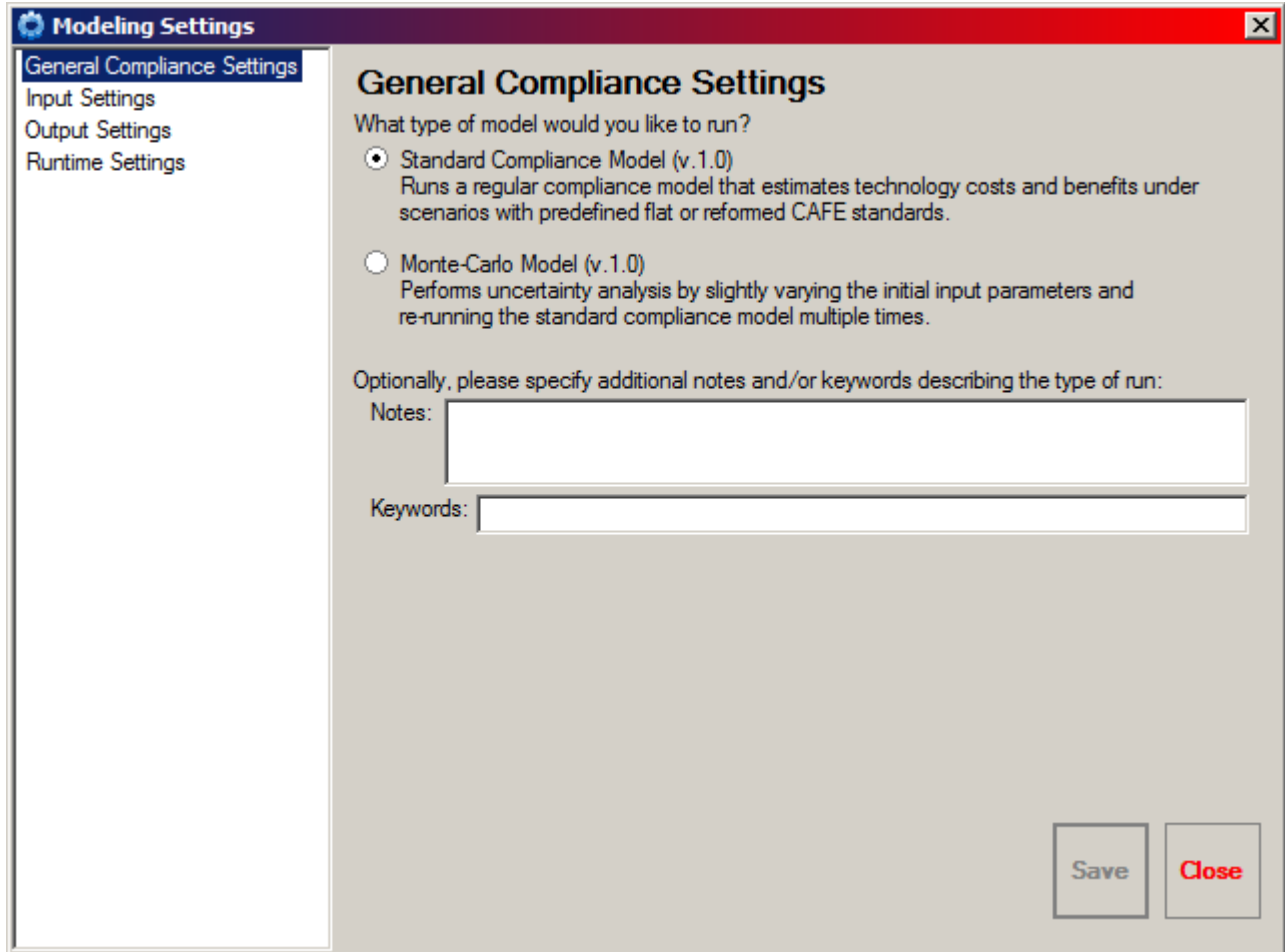 Modeling Settings
General Compliance Settings
Input Settings
Output Settings
Runtime Settings
General Compliance Settings
What type of model would you like to run?
Standard Compliance Model (v.1.0)
Runs a regular compliance model that estimates technology costs and benefits under
scenarios with predefined flat or reformed CAFE standards.
Monte-Carlo Model (v.1.0)
Performs uncertainty analysis by slightly varying the initial input parameters and
re-running the standard compliance model multiple times.
Optionally, please specify additional notes and/or keywords describing the type of run:
Notes:
Keywords:
Save
Close